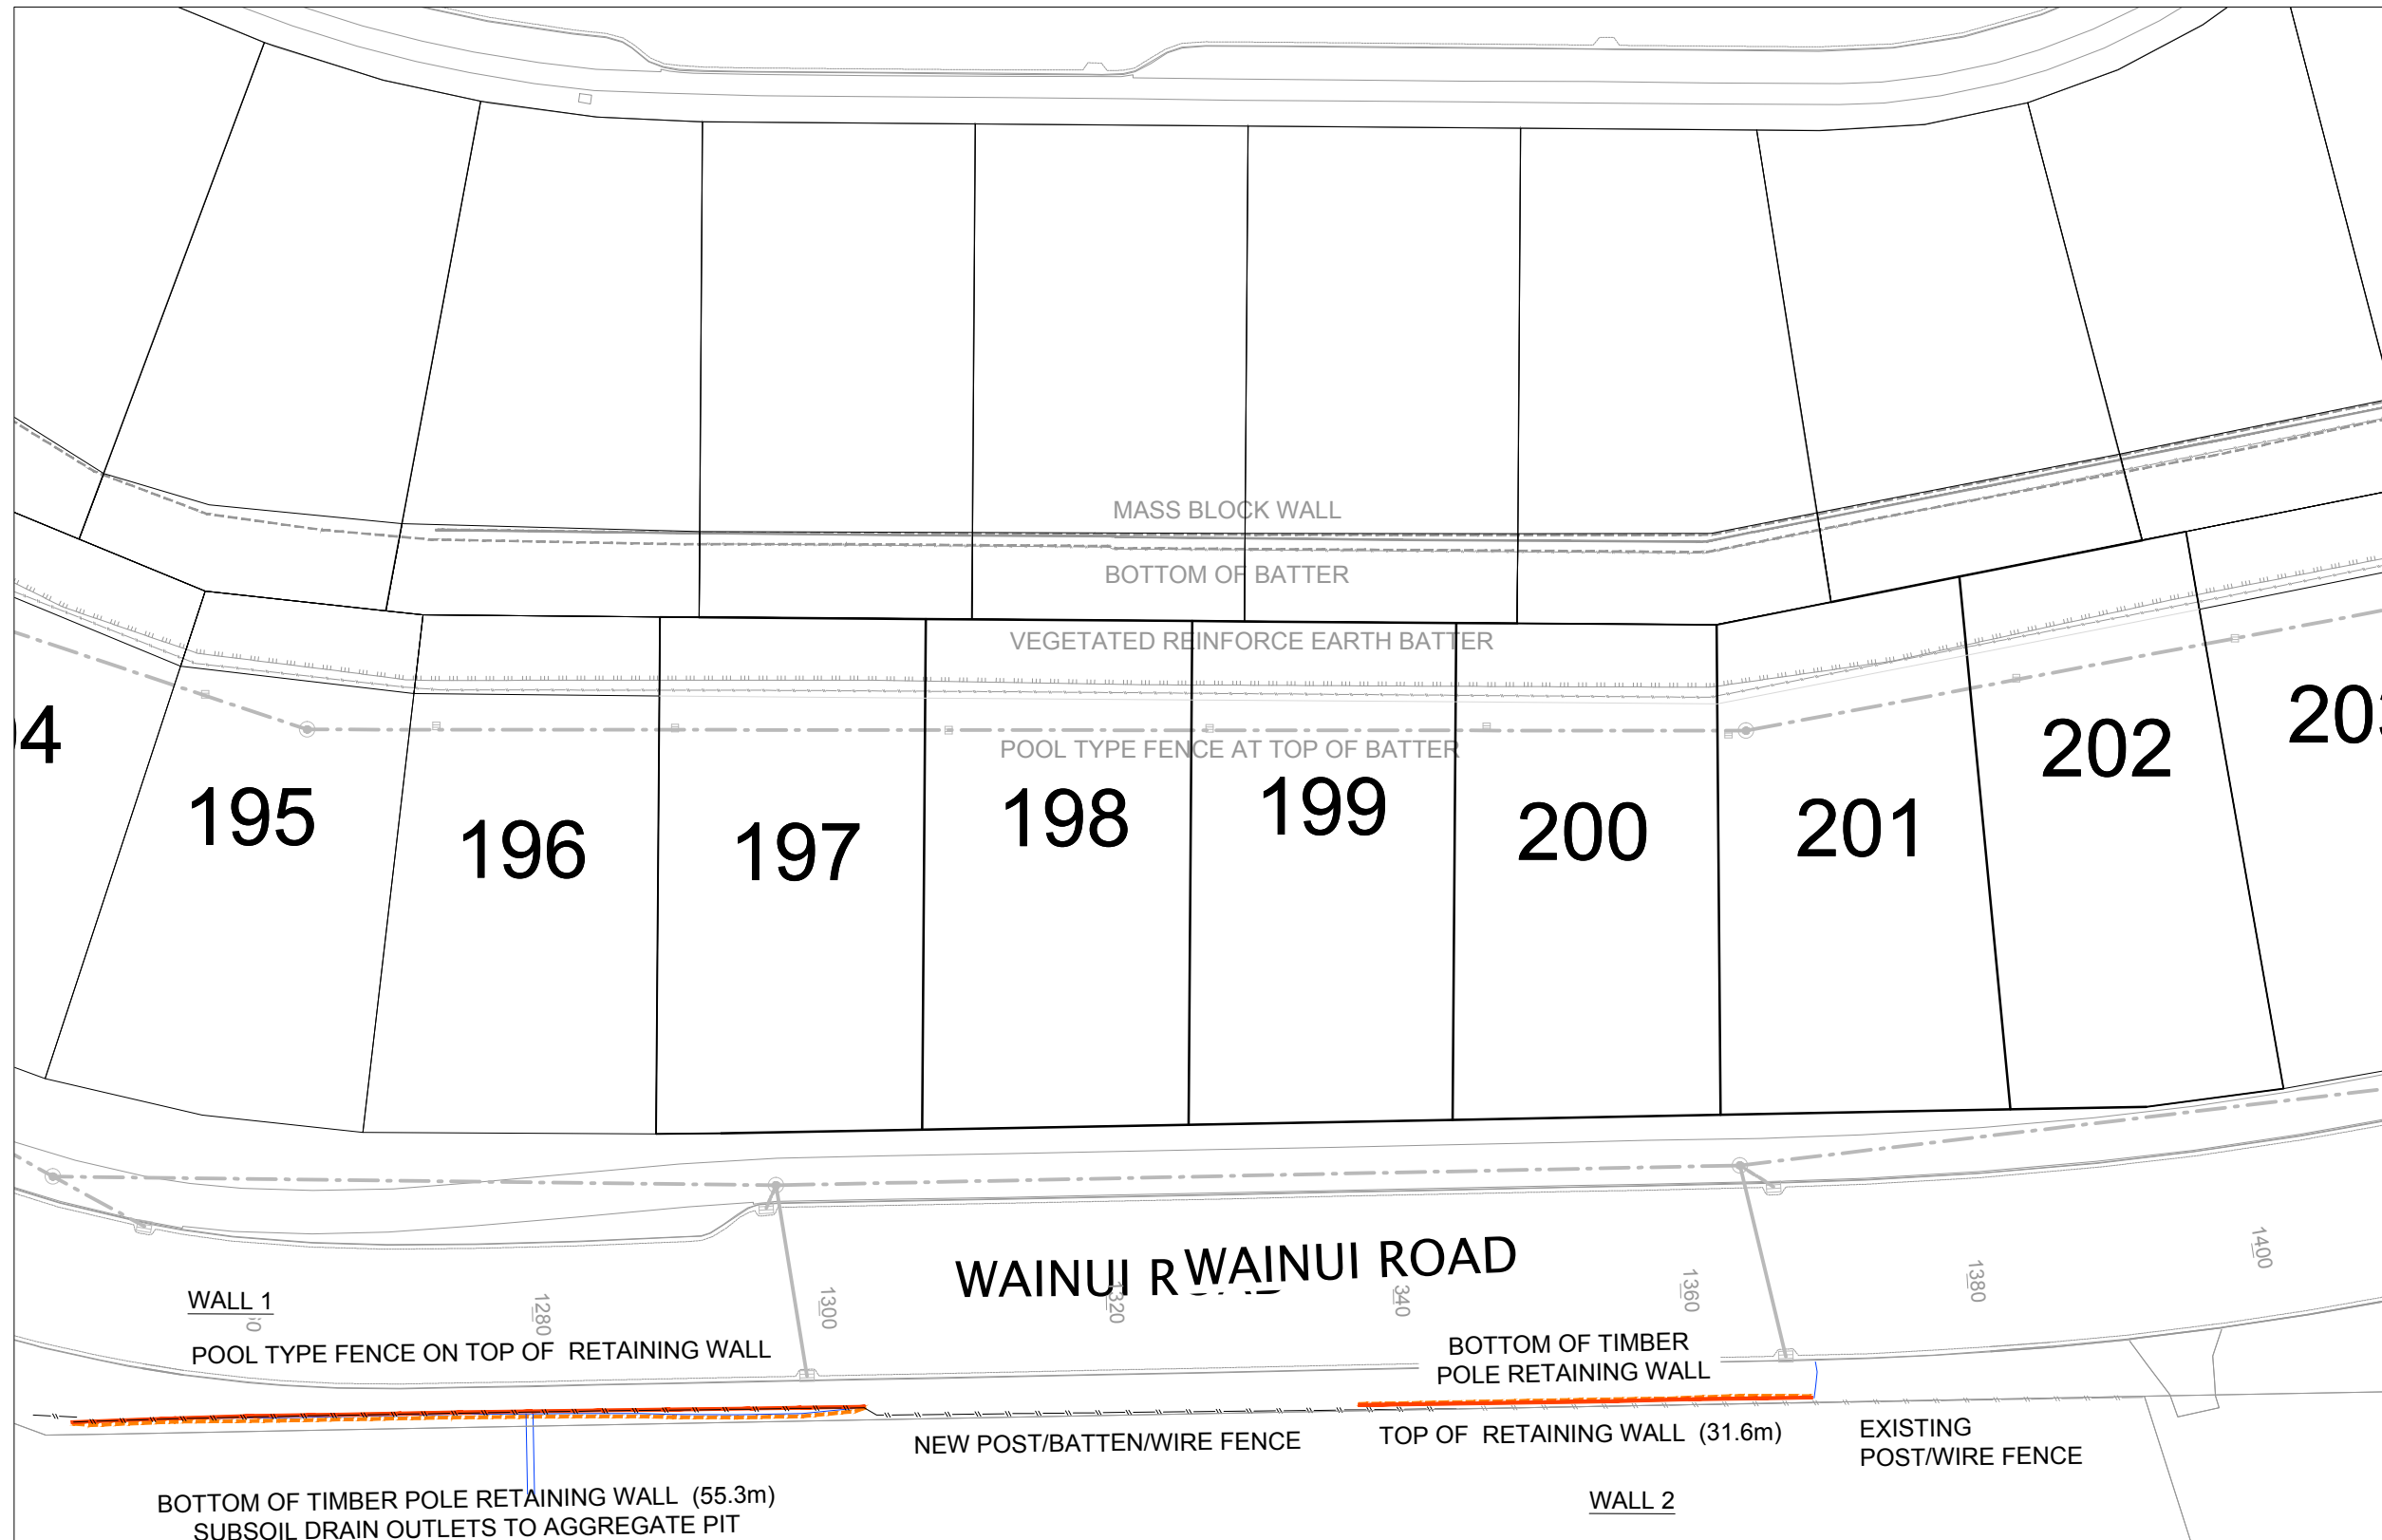 MASS BLOCK WALL
BOTTOM OF BATTER
VEGETATED REINFORCE EARTH BATTER
POOL TYPE FENCE AT TOP OF BATTER
195
196
197
198
199
200
201
202
WAINUI
WAINUI ROAD
1280
1300
1320
340
1360
1380
1400
WALL 1
POOL TYPE FENCE ON TOP OF RETAINING WALL
BOTTOM OF TIMBER
POLE RETAINING WALL
NEW POST/BATTEN/WIRE FENCE
TOP OF RETAINING WALL (31.6m)
EXISTING
POST/WIRE FENCE
BOTTOM OF TIMBER POLE RETAINING WALL (55.3m)
SUBSOIL DRAIN OUTLETS TO AGGREGATE PIT
WALL 2